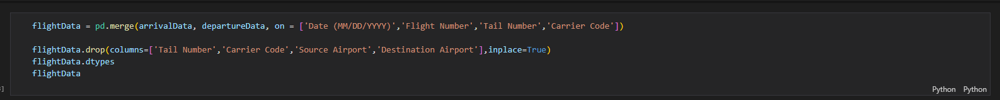 flightData = pd.merge(arrivalData, departureData, on = ['Date (MM/DD/YYYY)','Flight Number','Tail Number','Carrier Code'])
flightData.drop(columns=['Tail Number','Carrier Code','Source Airport','Destination Airport'],inplace=True)
flightData.dtypes
flightData
]
Python Python